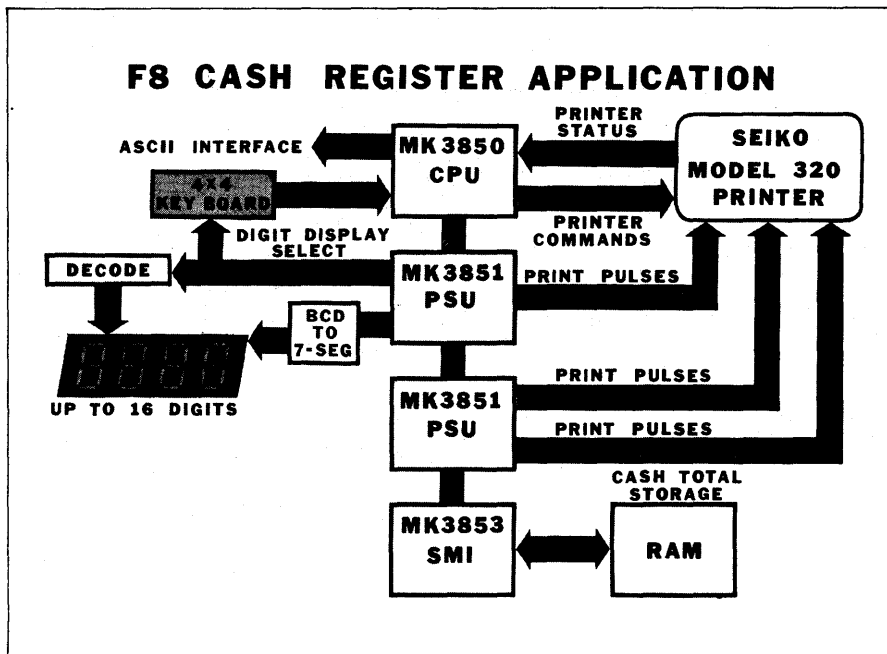 F8 CASH REGISTER APPLICATION
ASCII INTERFACE
MK3850
CPU
PRINTER
STATUS
SEIKO
MODEL 320
PRINTER
4X4
KEY BOARD
PRINTER
COMMANDS
DIGIT DISPLAY
SELECT
DECODE
MK3851
PSU
PRINT PULSES
BCD
TO
7-SEG
UP TO 16 DIGITS
MK3851
PSU
PRINT PULSES
PRINT PULSES
CASH TOTAL
STORAGE
MK3853
SMI
RAM